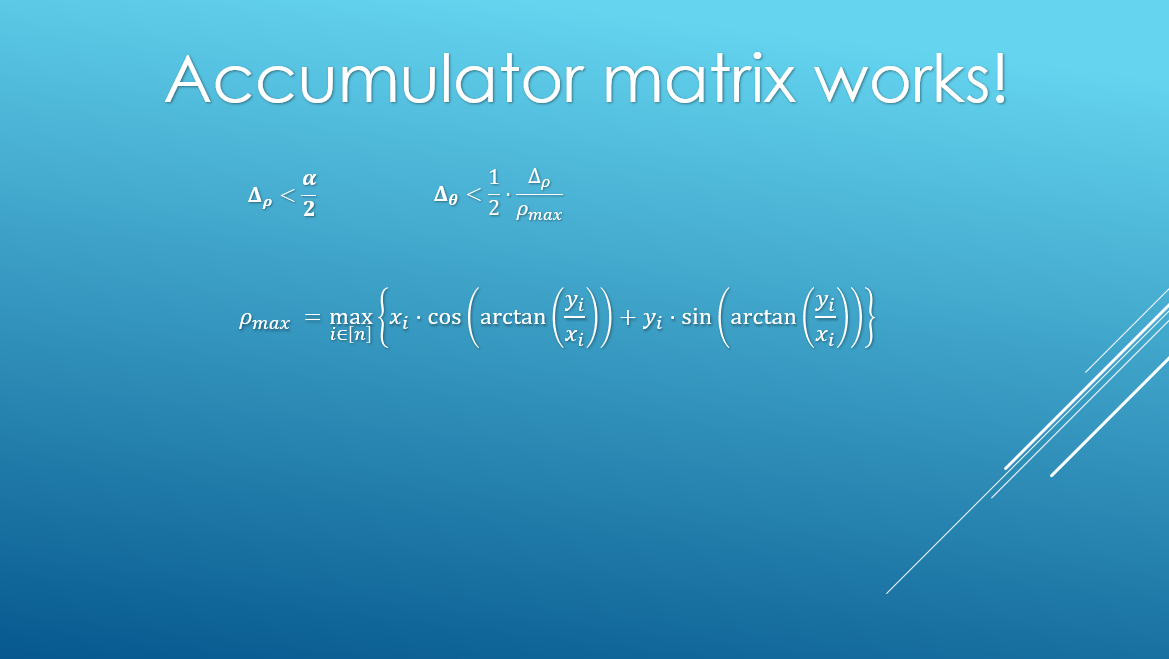 Accumulator matrix works!
Δ_ρ < α/2    Δ_θ < 1/2 · Δ_ρ/ρ_max
ρ_max = max_{i∈[n]} {x_i · cos(arctan(y_i/x_i)) + y_i · sin(arctan(y_i/x_i))}